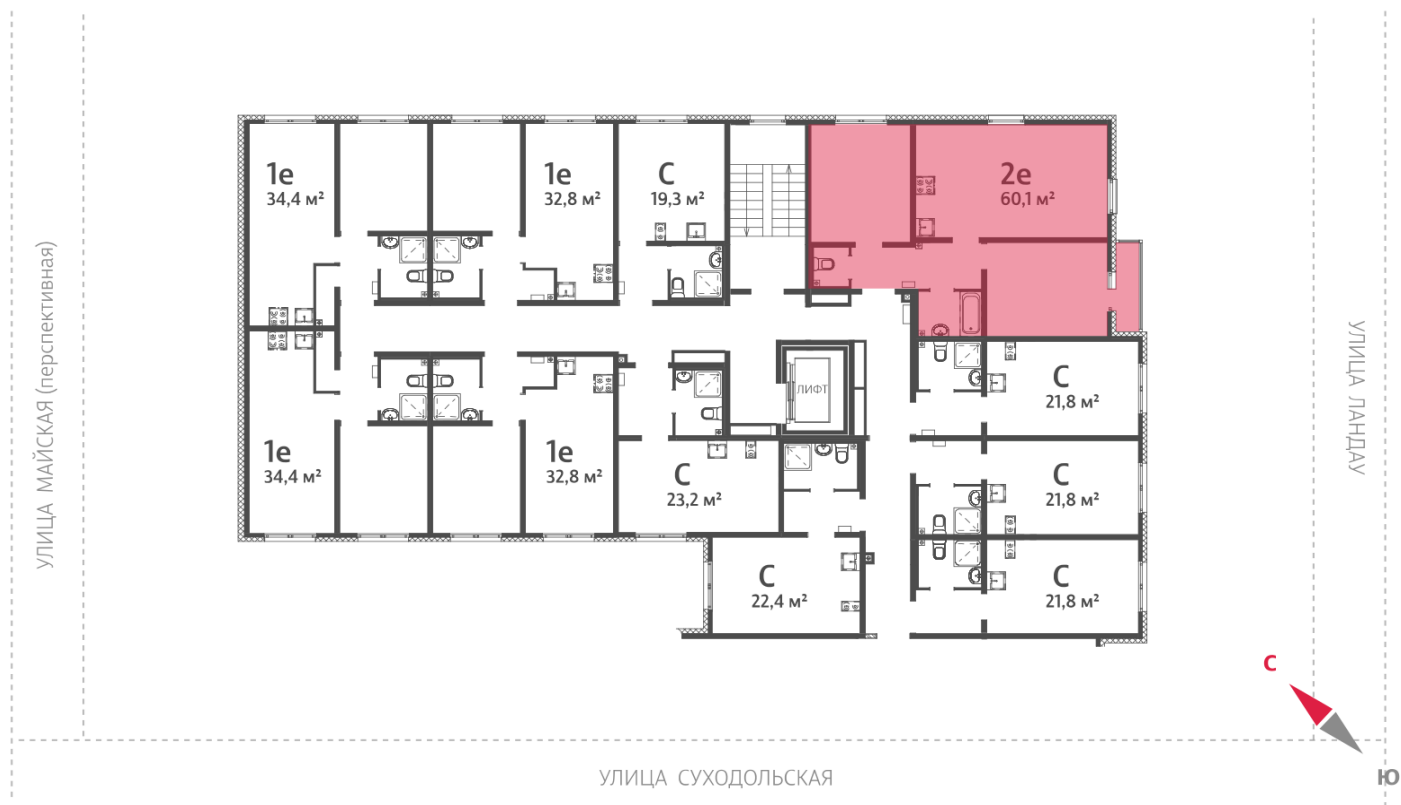 1е
34,4 м²
1е
32,8 м²
С
19,3 м²
2е
60,1 м²
УЛИЦА МАЙСКАЯ (перспективная)
УЛИЦА ЛАНДАУ
ЛИФТ
С
21,8 м²
1е
34,4 м²
1е
32,8 м²
С
23,2 м²
С
21,8 м²
С
22,4 м²
С
21,8 м²
С
Ю
УЛИЦА СУХОДОЛЬСКАЯ